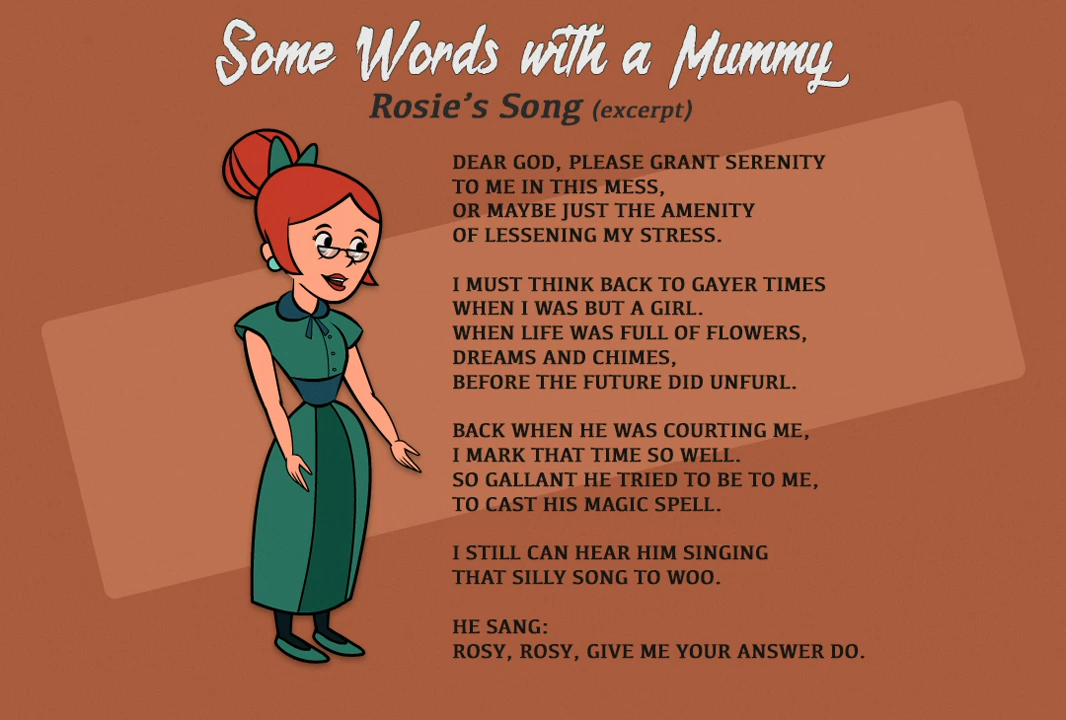 Some Words with a Mummy
Rosie's Song (excerpt)
DEAR GOD, PLEASE GRANT SERENITY
TO ME IN THIS MESS,
OR MAYBE JUST THE AMENITY
OF LESSENING MY STRESS.
I MUST THINK BACK TO GAYER TIMES
WHEN I WAS BUT A GIRL.
WHEN LIFE WAS FULL OF FLOWERS,
DREAMS AND CHIMES,
BEFORE THE FUTURE DID UNFURL.
BACK WHEN HE WAS COURTING ME,
I MARK THAT TIME SO WELL.
SO GALLANT HE TRIED TO BE TO ME,
TO CAST HIS MAGIC SPELL.
I STILL CAN HEAR HIM SINGING
THAT SILLY SONG TO WOO.
HE SANG:
ROSY, ROSY, GIVE ME YOUR ANSWER DO.